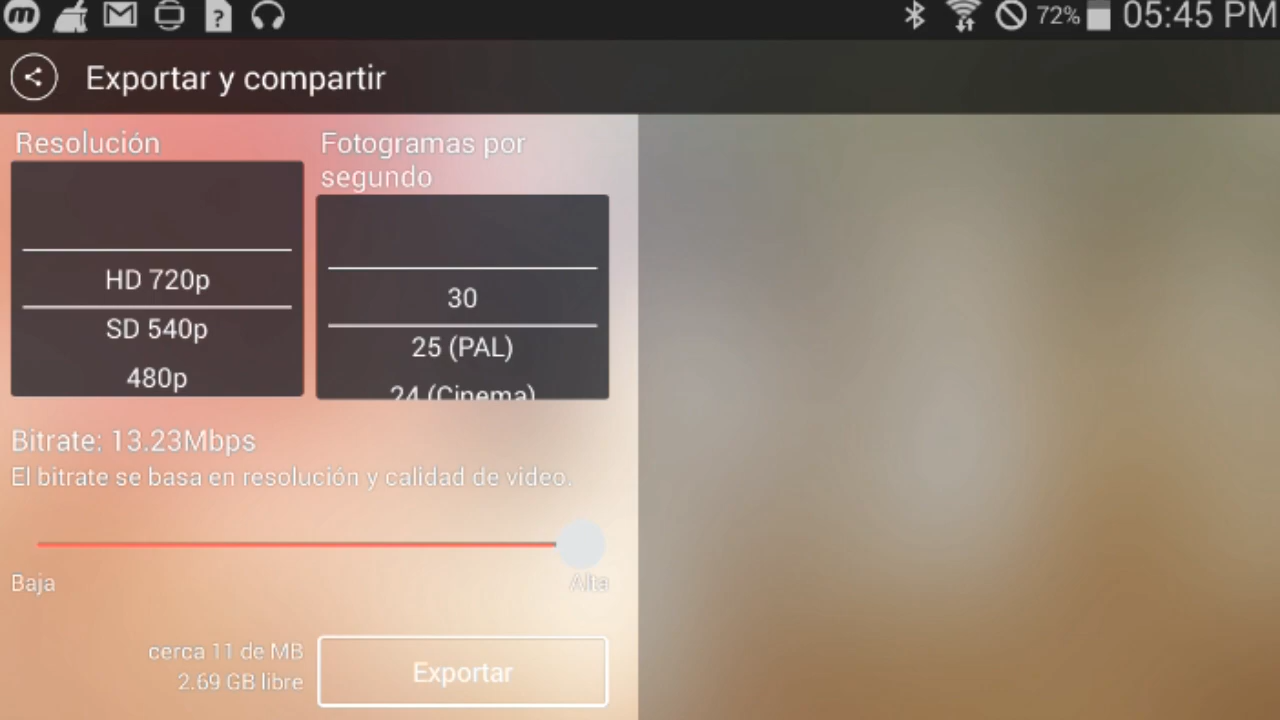 72% 05:45 PM
Exportar y compartir
Resolución
Fotogramas por
segundo
HD 720p
SD 540p
480p
30
25 (PAL)
24 (Cinema)
Bitrate: 13.23Mbps
El bitrate se basa en resolución y calidad de video.
Baja
Alta
cerca 11 de MB
2.69 GB libre
Exportar